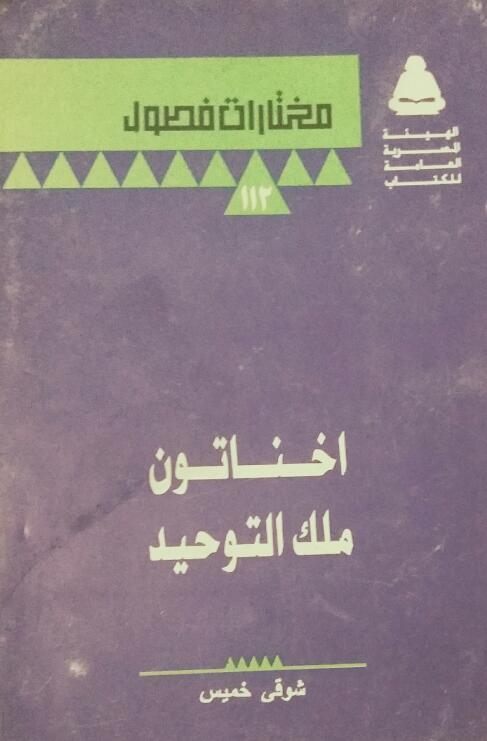 الهيئة
المصرية
العامة
للكتاب
مختارات فصول
١١٢
اخناتون
ملك التوحيد
شوقى خميس